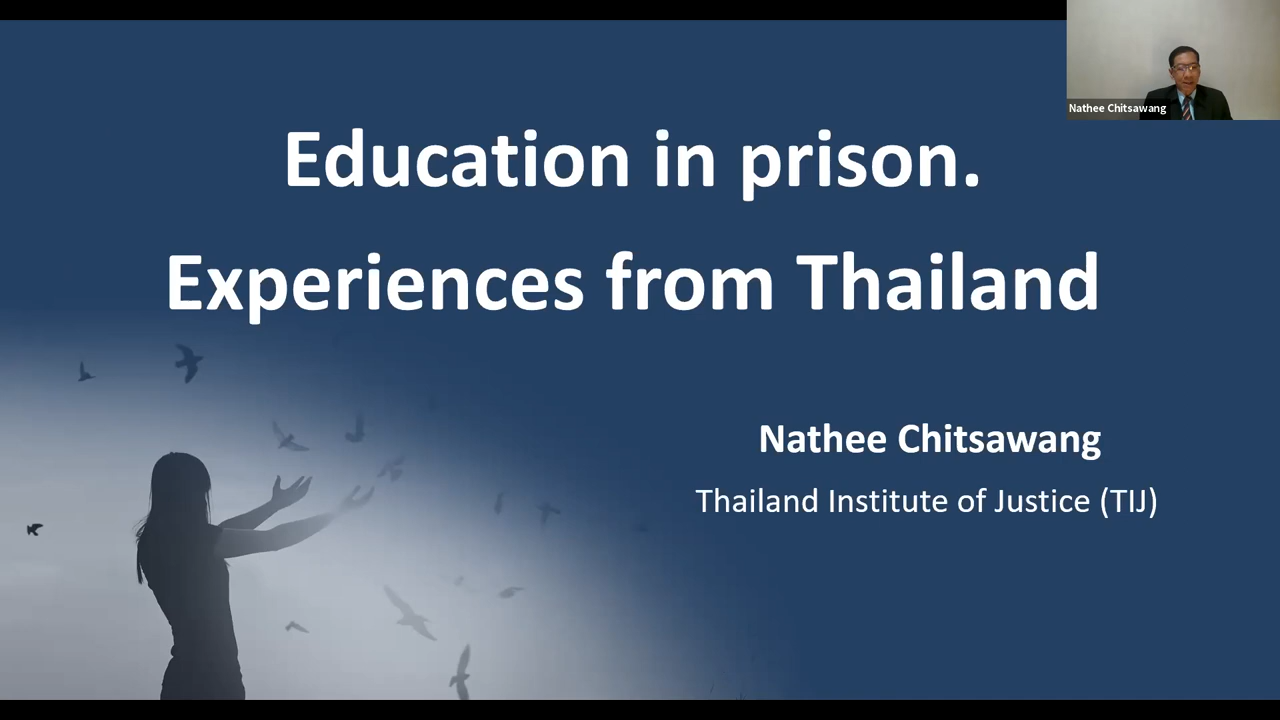 Nathee Chitsawang
Education in prison.
Experiences from Thailand
Nathee Chitsawang
Thailand Institute of Justice (TIJ)